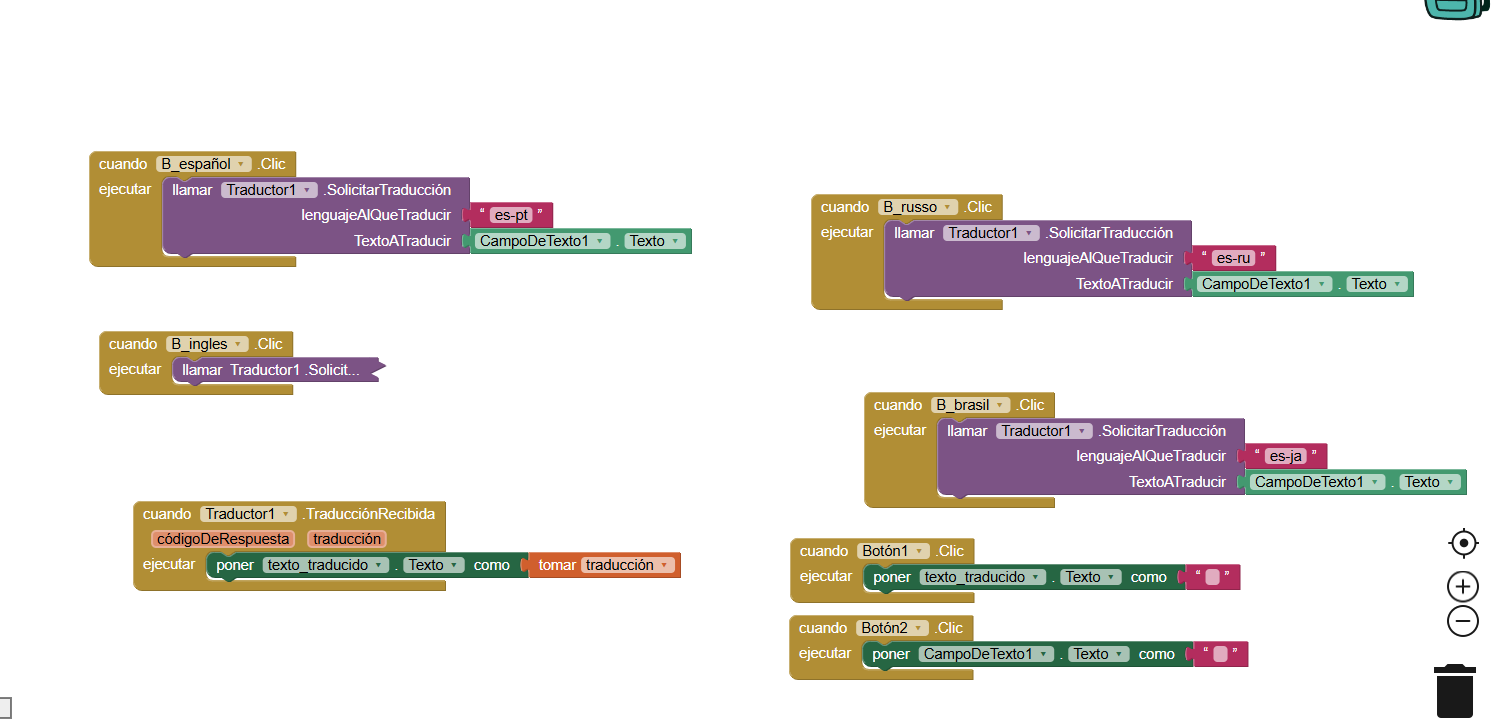 cuando B_español .Clic
ejecutar llamar Traductor1 .SolicitarTraducción
lenguajeAlQueTraducir " es-pt "
TextoATraducir CampoDeTexto1 . Texto
cuando B_ingles .Clic
ejecutar llamar Traductor1 .Solicit...
cuando Traductor1 .TraducciónRecibida
códigoDeRespuesta traducción
ejecutar poner texto_traducido . Texto como tomar traducción
cuando B_russo .Clic
ejecutar llamar Traductor1 .SolicitarTraducción
lenguajeAlQueTraducir " es-ru "
TextoATraducir CampoDeTexto1 . Texto
cuando B_brasil .Clic
ejecutar llamar Traductor1 .SolicitarTraducción
lenguajeAlQueTraducir " es-ja "
TextoATraducir CampoDeTexto1 . Texto
cuando Botón1 .Clic
ejecutar poner texto_traducido . Texto como " "
cuando Botón2 .Clic
ejecutar poner CampoDeTexto1 . Texto como " "